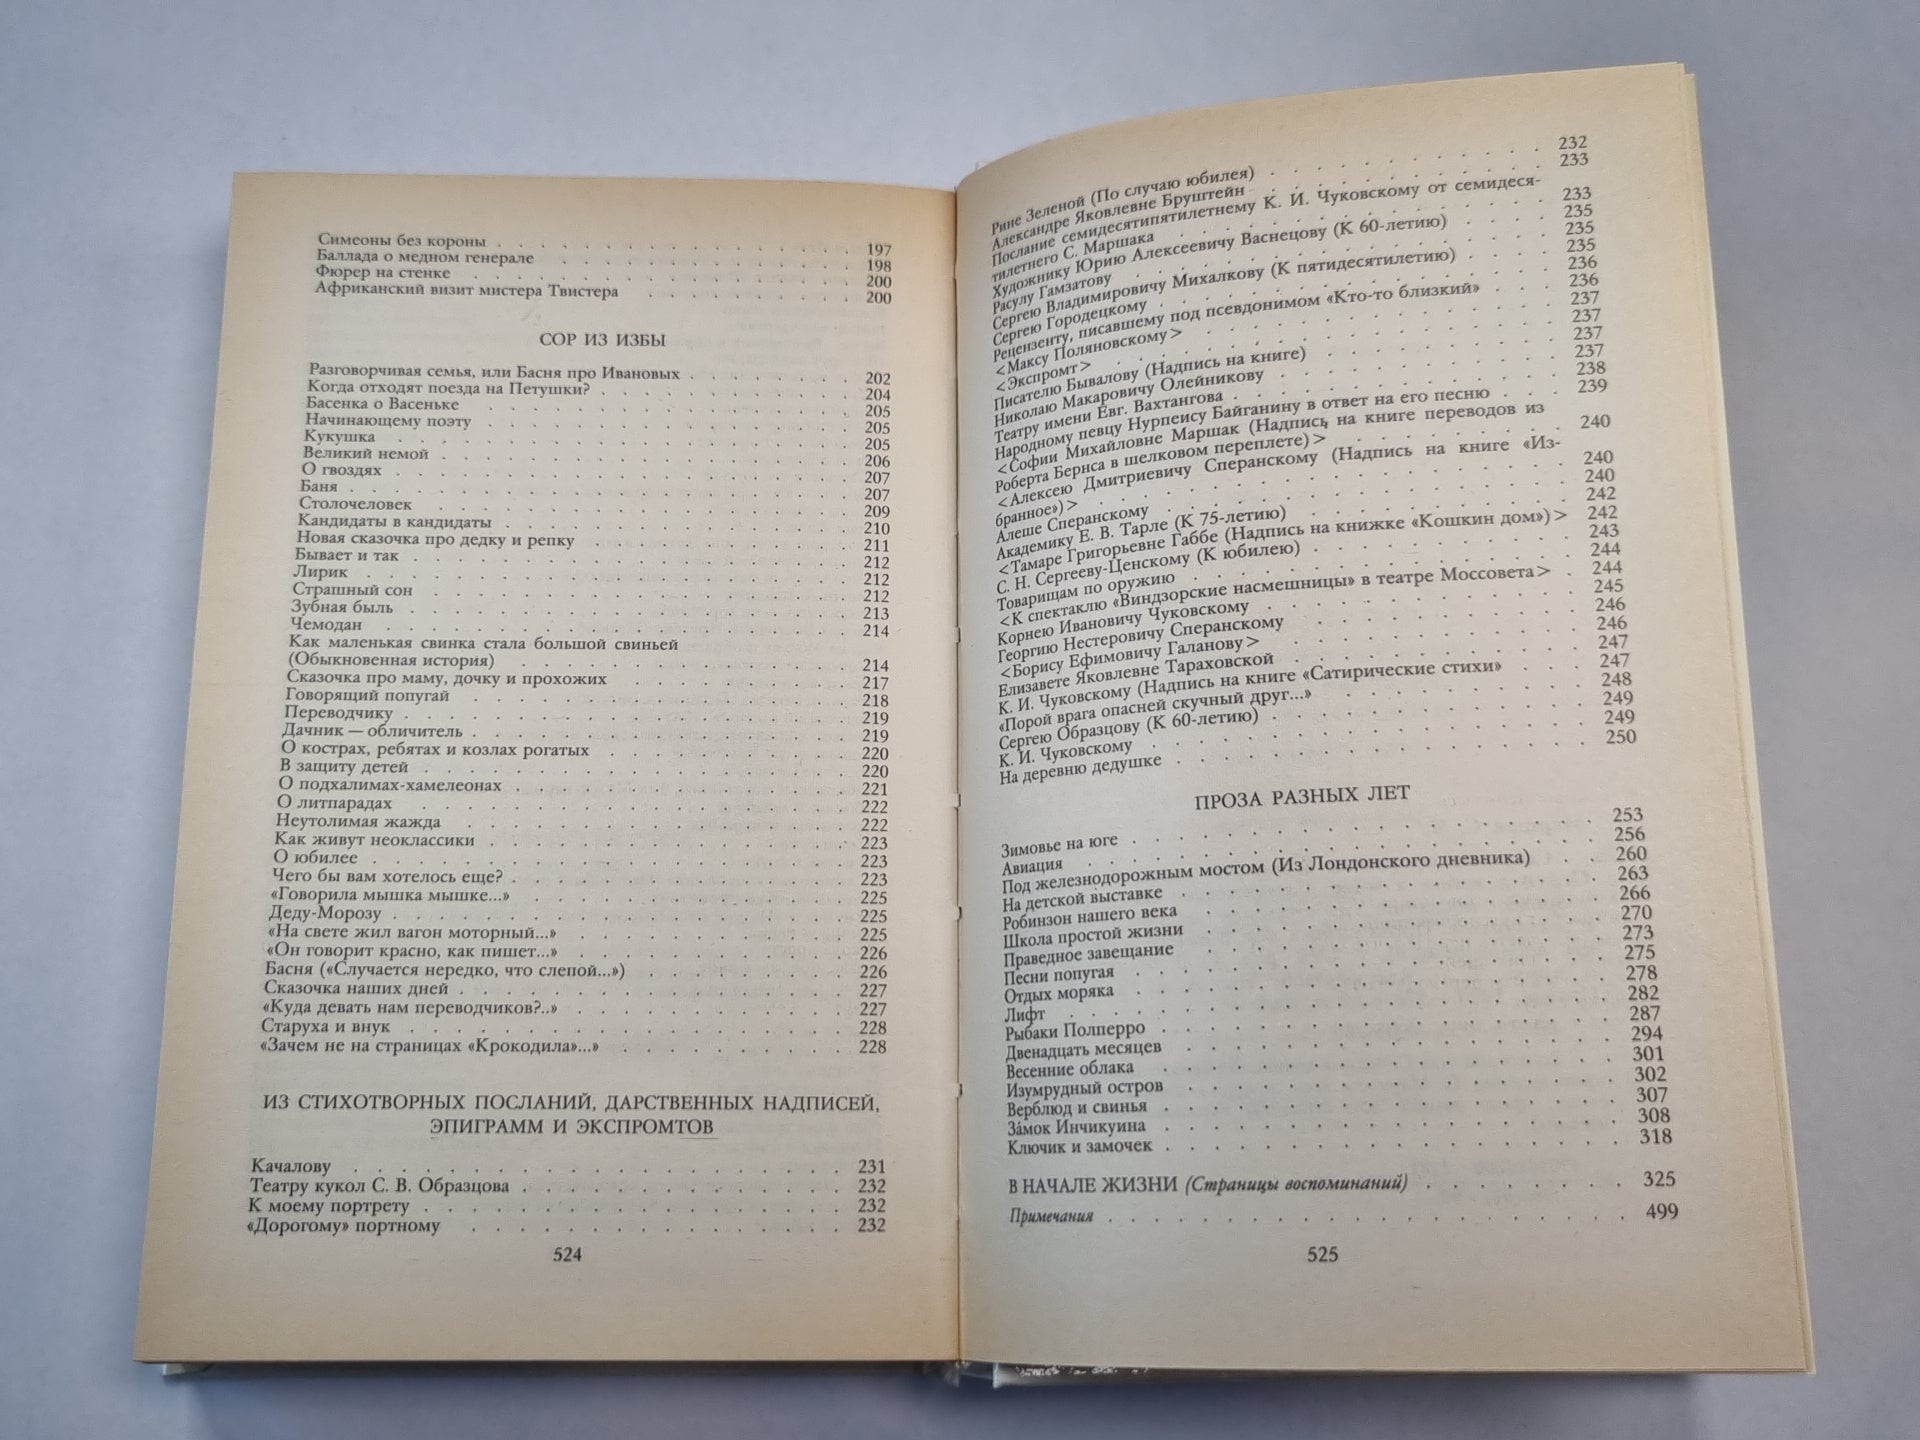 Симеоны без короны . . . 197
Баллада о медном генерале . . . 198
Фюрер на стенке . . . 200
Африканский визит мистера Твистера . . . 200
СОР ИЗ ИЗБЫ
Разговорчивая семья, или Басня про Ивановых . . . 202
Когда отходят поезда на Петушки? . . . 204
Басенка о Васеньке . . . 205
Начинающему поэту . . . 205
Кукушка . . . 205
Великий немой . . . 206
О гвоздях . . . 207
Баня . . . 207
Столочеловек . . . 209
Кандидаты в кандидаты . . . 210
Новая сказочка про дедку и репку . . . 211
Бывает и так . . . 212
Лирик . . . 212
Страшный сон . . . 212
Зубная быль . . . 213
Чемодан . . . 214
Как маленькая свинка стала большой свиньей
(Обыкновенная история) . . . 214
Сказочка про маму, дочку и прохожих . . . 217
Говорящий попугай . . . 218
Переводчику . . . 219
Дачник — обличитель . . . 219
О кострах, ребятах и козлах рогатых . . . 220
В защиту детей . . . 220
О подхалимах-хамелеонах . . . 221
О литпарадах . . . 222
Неутолимая жажда . . . 222
Как живут неоклассики . . . 223
О юбилее . . . 223
Чего бы вам хотелось еще? . . . 223
«Говорила мышка мышке...» . . . 225
Деду-Морозу . . . 225
«На свете жил вагон моторный...» . . . 225
«Он говорит красно, как пишет...» . . . 226
Басня («Случается нередко, что слепой...») . . . 226
Сказочка наших дней . . . 227
«Куда девать нам переводчиков?..» . . . 227
Старуха и внук . . . 228
«Зачем не на страницах «Крокодила»...» . . . 228
ИЗ СТИХОТВОРНЫХ ПОСЛАНИЙ, ДАРСТВЕННЫХ НАДПИСЕЙ,
ЭПИГРАММ И ЭКСПРОМТОВ
Качалову . . . 231
Театру кукол С. В. Образцова . . . 232
К моему портрету . . . 232
«Дорогому» портному . . . 232
524
Рине Зеленой (По случаю юбилея) . . . 232
Александре Яковлевне Бруштейн . . . 233
Послание семидесятипятилетнему К. И. Чуковскому от семидеся-
тилетнего С. Маршака . . . 233
Художнику Юрию Алексеевичу Васнецову (К 60-летию) . . . 235
Расулу Гамзатову . . . 235
Сергею Владимировичу Михалкову (К пятидесятилетию) . . . 235
Сергею Городецкому . . . 236
Рецензенту, писавшему под псевдонимом «Кто-то близкий» . . . 236
<Максу Поляновскому> . . . 237
<Экспромт> . . . 237
Писателю Бывалову (Надпись на книге) . . . 237
Николаю Макаровичу Олейникову . . . 237
Театру имени Евг. Вахтангова . . . 238
Народному певцу Нурпеису Байганину в ответ на его песню . . . 239
<Софии Михайловне Маршак (Надпись на книге переводов из
Роберта Бернса в шелковом переплете)> . . . 240
<Алексею Дмитриевичу Сперанскому (Надпись на книге «Из-
бранное»)> . . . 240
Алеше Сперанскому . . . 240
Академику Е. В. Тарле (К 75-летию) . . . 242
<Тамаре Григорьевне Габбе (Надпись на книжке «Кошкин дом»)> 242
С. Н. Сергееву-Ценскому (К юбилею) . . . 243
Товарищам по оружию . . . 244
<К спектаклю «Виндзорские насмешницы» в театре Моссовета> . 244
Корнею Ивановичу Чуковскому . . . 245
Георгию Нестеровичу Сперанскому . . . 246
<Борису Ефимовичу Галанову> . . . 246
Елизавете Яковлевне Тараховской . . . 247
К. И. Чуковскому (Надпись на книге «Сатирические стихи» . . . 247
«Порой врага опасней скучный друг...» . . . 248
Сергею Образцову (К 60-летию) . . . 249
К. И. Чуковскому . . . 249
На деревню дедушке . . . 250
ПРОЗА РАЗНЫХ ЛЕТ
Зимовье на юге . . . 253
Авиация . . . 256
Под железнодорожным мостом (Из Лондонского дневника) . . 260
На детской выставке . . . 263
Робинзон нашего века . . . 266
Школа простой жизни . . . 270
Праведное завещание . . . 273
Песни попугая . . . 275
Отдых моряка . . . 278
Лифт . . . 282
Рыбаки Полперро . . . 287
Двенадцать месяцев . . . 294
Весенние облака . . . 301
Изумрудный остров . . . 302
Верблюд и свинья . . . 307
Замок Инчикуина . . . 308
Ключик и замочек . . . 318
В НАЧАЛЕ ЖИЗНИ (Страницы воспоминаний) . . . 325
Примечания . . . 499
525